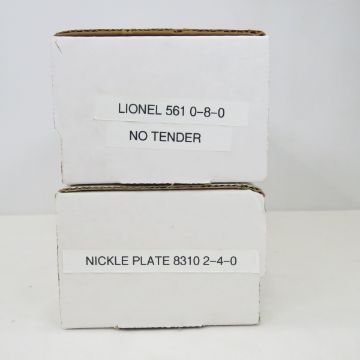 LIONEL 561 0-8-0
NO TENDER
NICKLE PLATE 8310 2-4-0